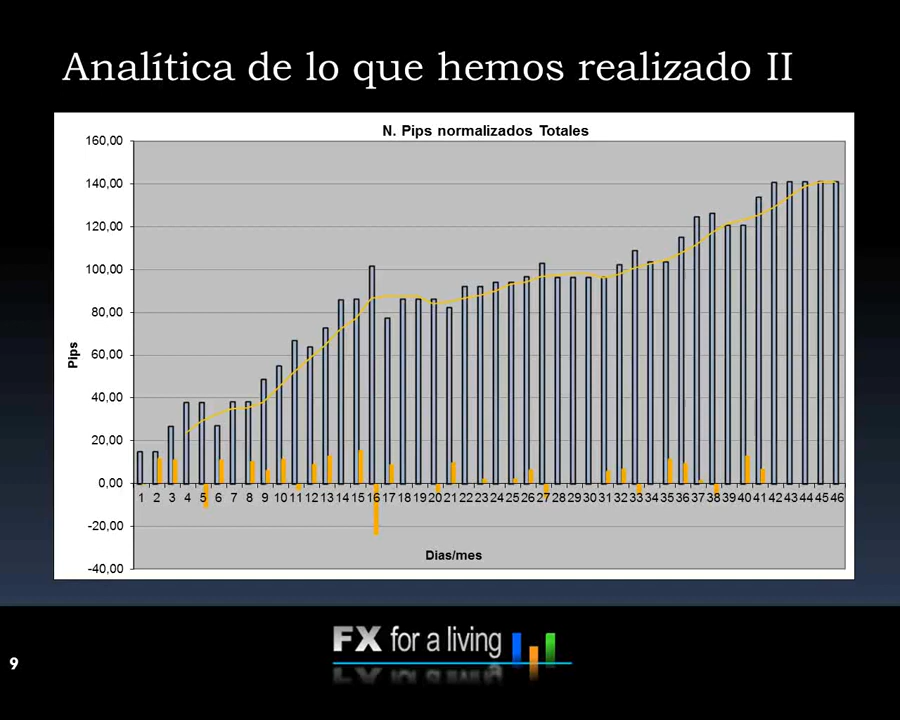 Analítica de lo que hemos realizado II
N. Pips normalizados Totales
160,00
140,00
120,00
100,00
80,00
60,00
40,00
20,00
0,00
-20,00
-40,00
Pips
1 2 3 4 5 6 7 8 9 10 11 12 13 14 15 16 17 18 19 20 21 22 23 24 25 26 27 28 29 30 31 32 33 34 35 36 37 38 39 40 41 42 43 44 45 46
Dias/mes
FX for a living
9